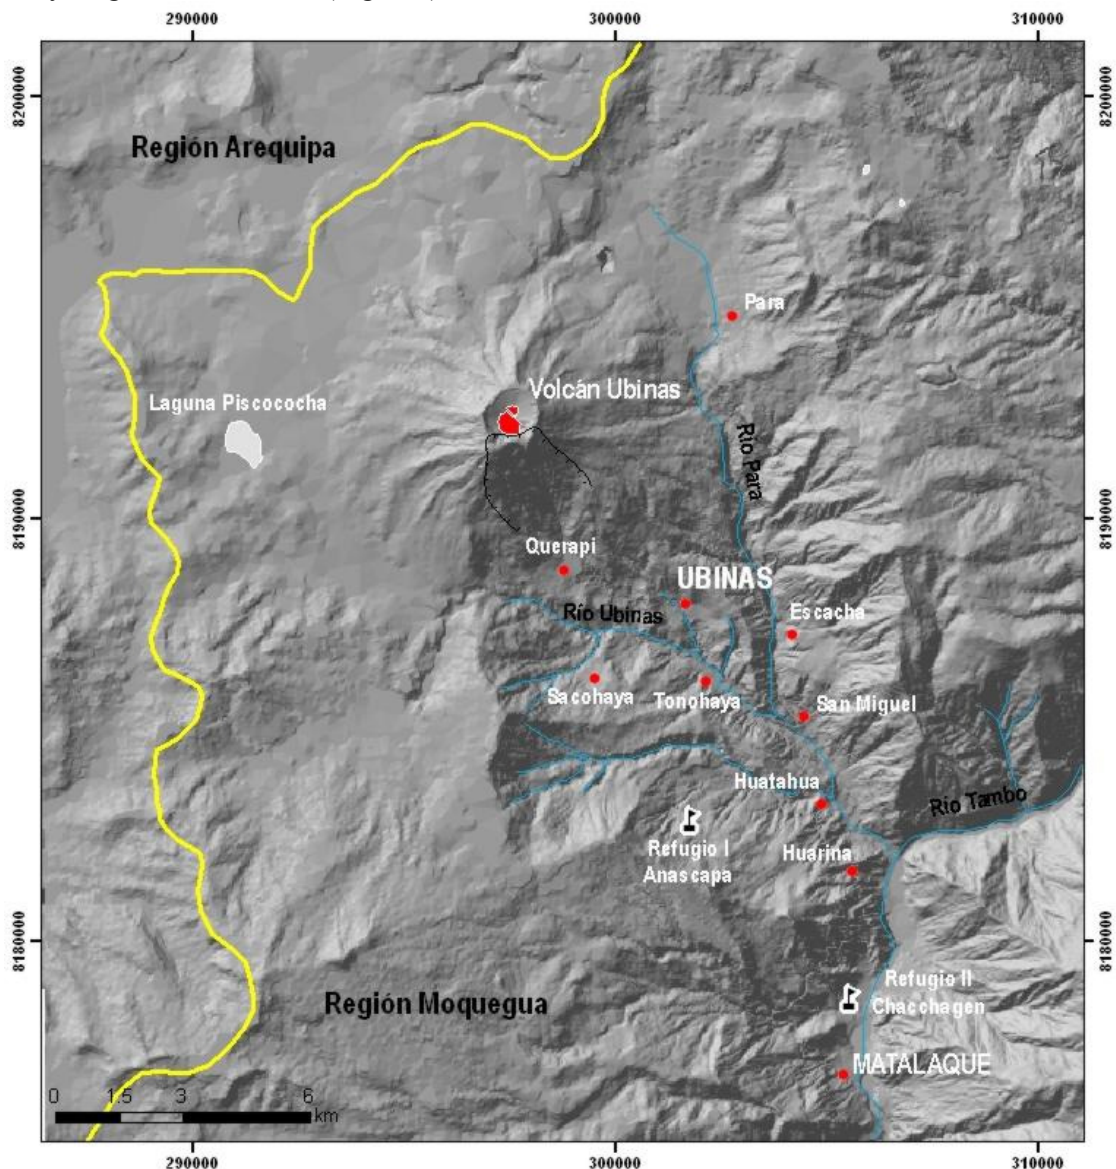 290000
300000
310000
8200000
8200000
Región Arequipa
Para
Volcán Ubinas
Laguna Piscococha
Río Para
8190000
8190000
Querapi
UBINAS
Río Ubinas
Escacha
Sacohaya
Tonohaya
San Miguel
Huatahua
Río Tambo
Refugio I
Anascapa
Huarina
8180000
8180000
Refugio II
Chacchagen
Región Moquegua
MATALAQUE
0 1.5 3 6
km
290000
300000
310000